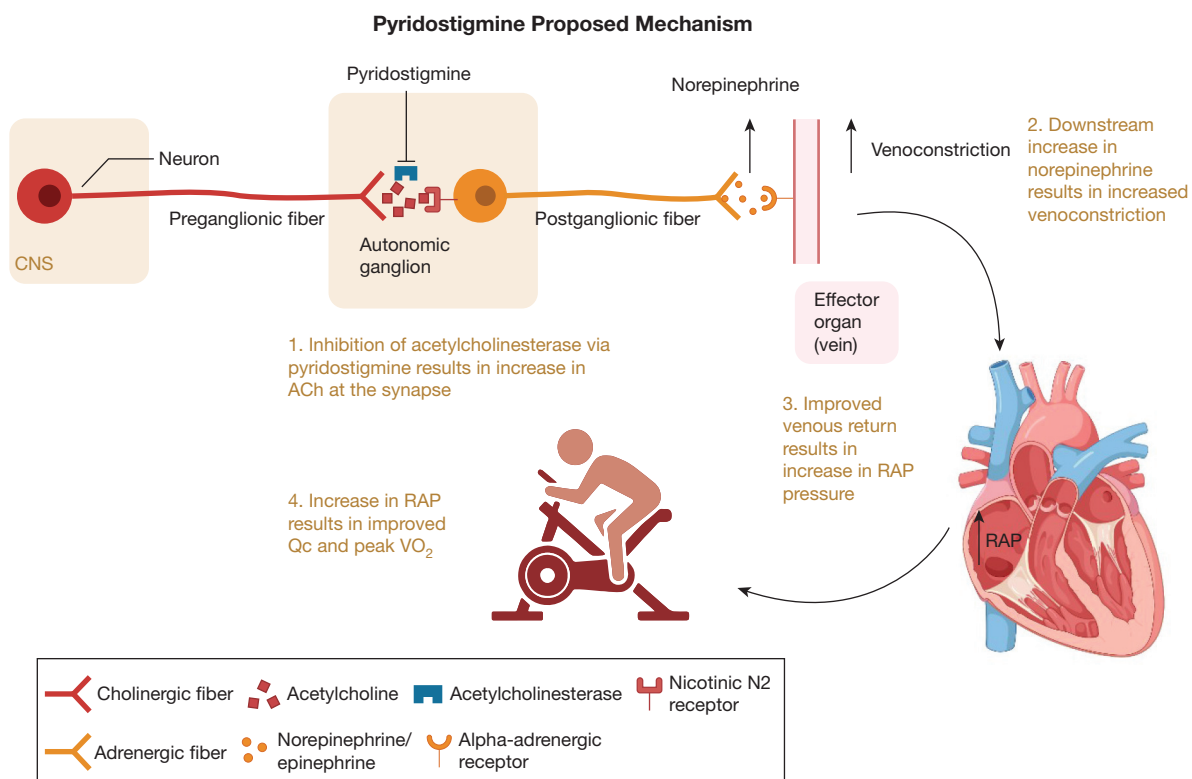 Pyridostigmine Proposed Mechanism
Pyridostigmine
Norepinephrine
Neuron
Venoconstriction
2. Downstream
increase in
norepinephrine
results in increased
venoconstriction
Preganglionic fiber
Postganglionic fiber
CNS
Autonomic
ganglion
Effector
organ
(vein)
1. Inhibition of acetylcholinesterase via
pyridostigmine results in increase in
ACh at the synapse
3. Improved
venous return
results in
increase in RAP
pressure
4. Increase in RAP
results in improved
Qc and peak VO₂
RAP
Cholinergic fiber
Acetylcholine
Acetylcholinesterase
Nicotinic N2
receptor
Adrenergic fiber
Norepinephrine/
epinephrine
Alpha-adrenergic
receptor